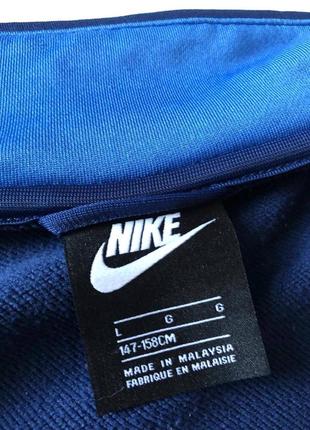 NIKE
L G G
147-158CM
MADE IN MALAYSIA
FABRIQUE EN MALAISIE